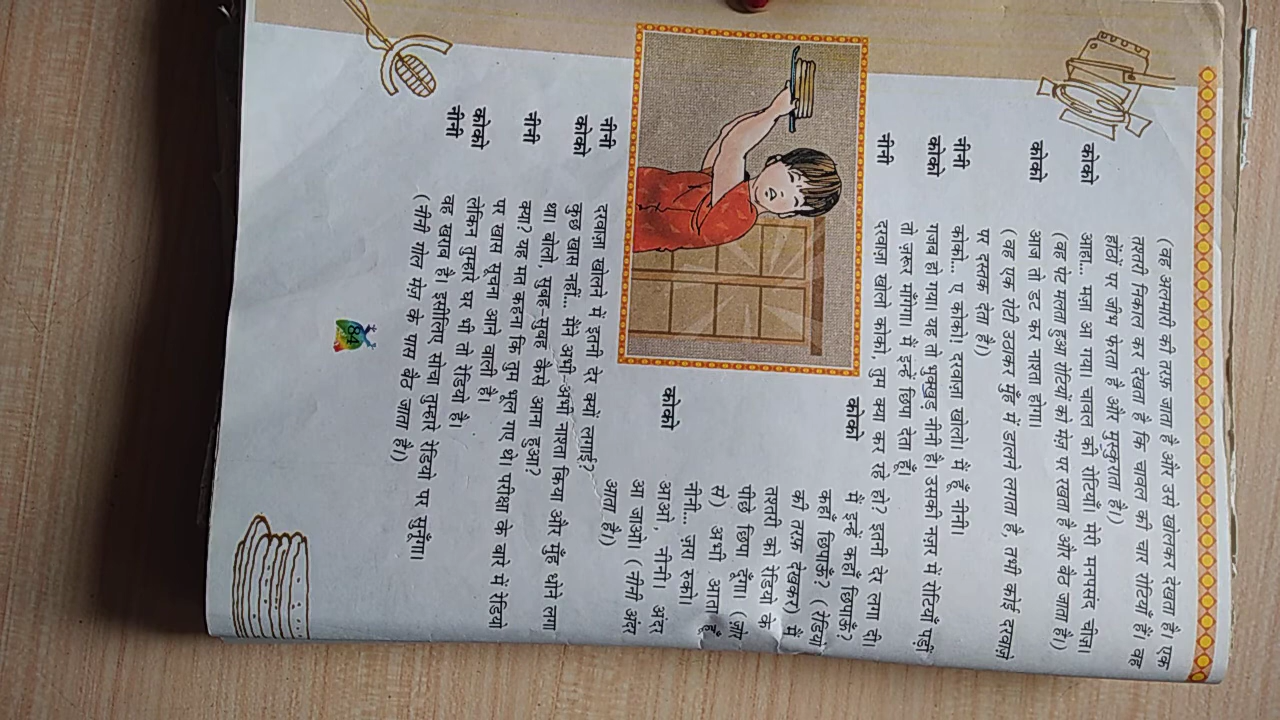 (वह अलमारी की तरफ़ जाता है और उसे खोलकर देखता है। एक
तश्तरी निकाल कर देखता है कि चावल की चार रोटियाँ हैं। वह
होंठों पर जीभ फेरता है और मुस्कुराता है।)
कोको आहा... मज़ा आ गया। चावल की रोटियाँ। मेरी मनपसंद चीज़।
(वह पेट मलता हुआ रोटियों को मेज़ पर रखता है और बैठ जाता है।)
कोको आज तो डट कर नाश्ता होगा।
(वह एक रोटी उठाकर मुँह में डालने लगता है, तभी कोई दरवाज़े
पर दस्तक देता है।)
नीनी कोको... ए कोको। दरवाज़ा खोलो। मैं हूँ नीनी।
कोको गजब हो गया। यह तो भुक्खड़ नीनी है। उसकी नज़र में रोटियाँ पड़ीं
तो ज़रूर माँगेगा। मैं इन्हें छिपा देता हूँ।
नीनी दरवाज़ा खोलो कोको, तुम क्या कर रहे हो? इतनी देर लगा दी।
कोको मैं इन्हें कहाँ छिपाऊँ?
कहाँ छिपाऊँ? (रेडियो
की तरफ़ देखकर) मैं
तश्तरी को रेडियो के
पीछे छिपा दूँगा। (ज़ोर
से) अभी आता हूँ
नीनी... ज़रा रुको।
कोको आओ, नीनी। अंदर
आ जाओ। (नीनी अंदर
आता है।)
नीनी दरवाज़ा खोलने में इतनी देर क्यों लगाई?
कोको कुछ खास नहीं... मैंने अभी-अभी नाश्ता किया और मुँह धोने लगा
था। बोलो, सुबह-सुबह कैसे आना हुआ?
नीनी क्या? यह मत कहना कि तुम भूल गए थे। परीक्षा के बारे में रेडियो
पर खास सूचना आने वाली है।
कोको लेकिन तुम्हारे घर भी तो रेडियो है।
नीनी वह खराब है। इसीलिए सोचा तुम्हारे रेडियो पर सुनूँगा।
(नीनी गोल मेज़ के पास बैठ जाता है।)
84